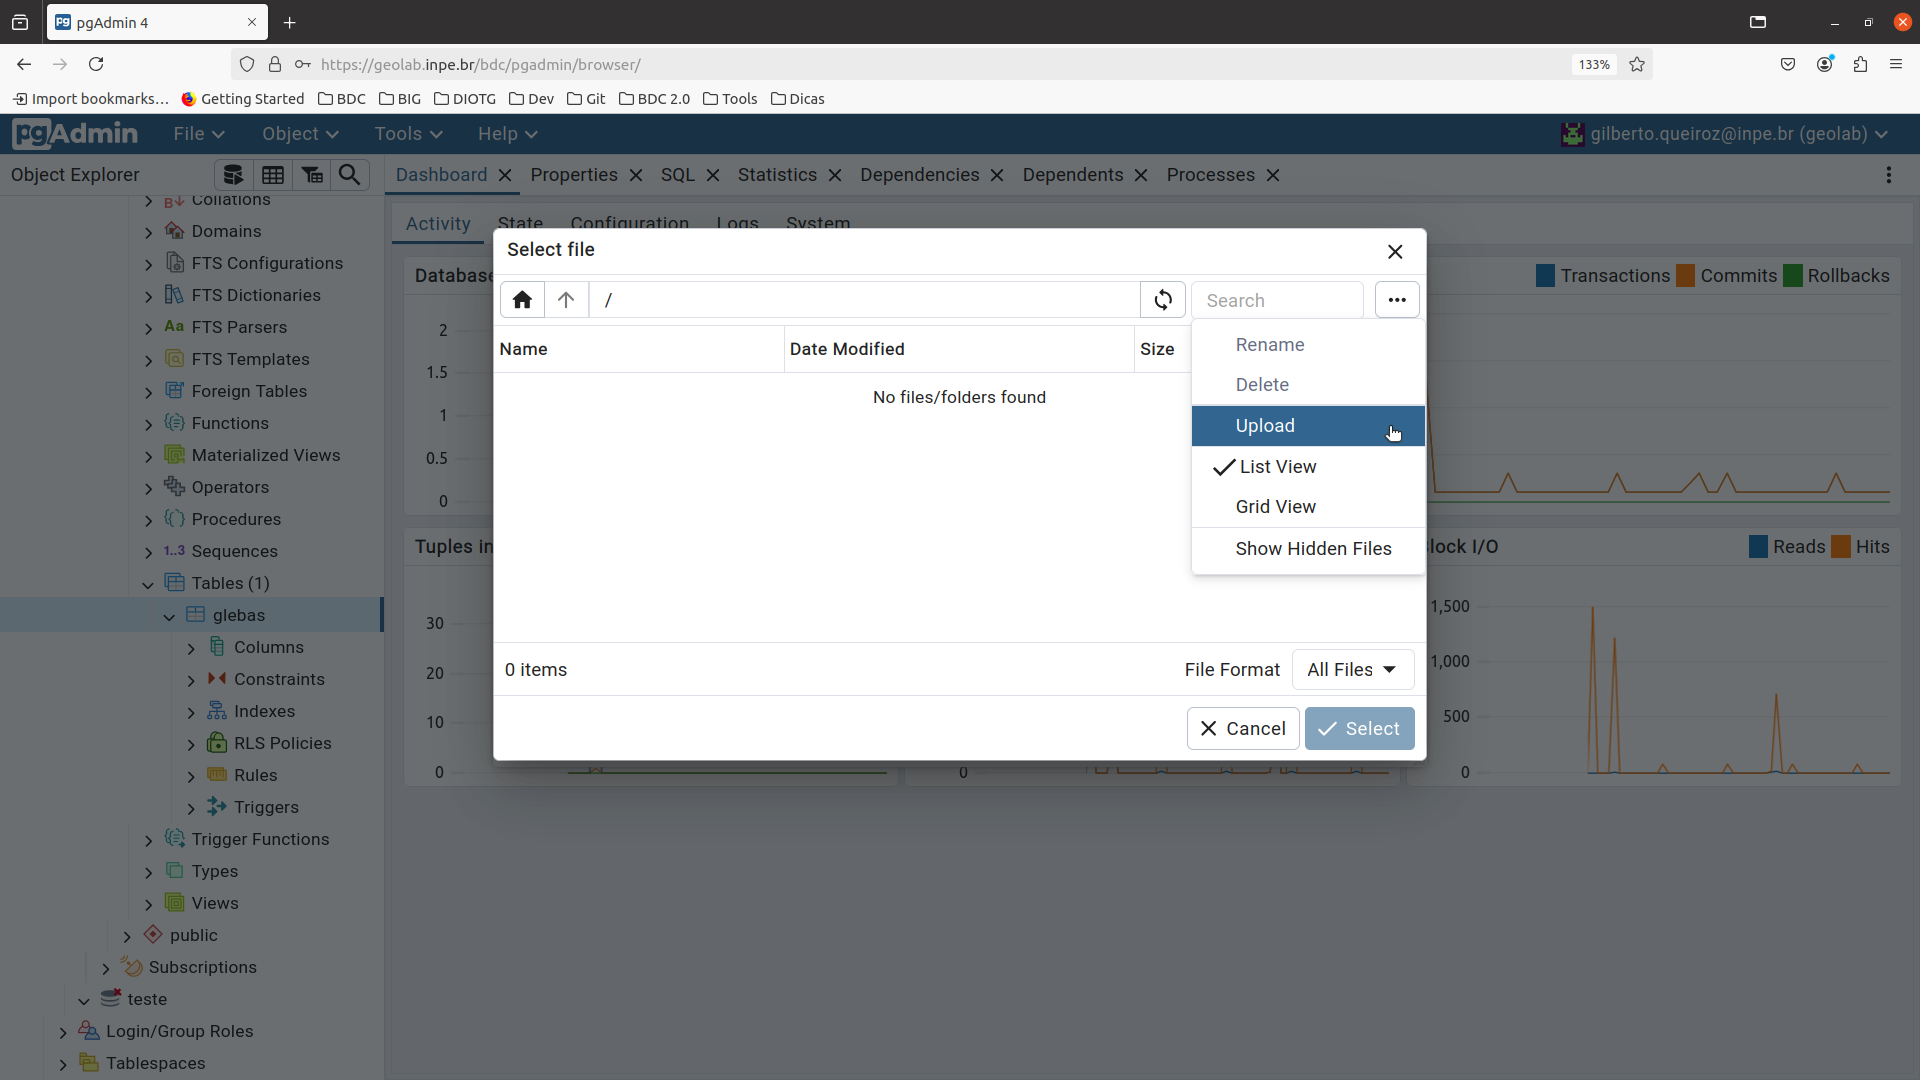 pgAdmin 4
https://geolab.inpe.br/bdc/pgadmin/browser/
133%
Import bookmarks... Getting Started BDC BIG DIOTG Dev Git BDC 2.0 Tools Dicas
pgAdmin File Object Tools Help gilberto.queiroz@inpe.br (geolab)
Object Explorer
Dashboard Properties SQL Statistics Dependencies Dependents Processes
Activity State Configuration Logs System
Collations
Domains
FTS Configurations
FTS Dictionaries
Aa FTS Parsers
FTS Templates
Foreign Tables
Functions
Materialized Views
Operators
Procedures
1..3 Sequences
Tables (1)
glebas
Columns
Constraints
Indexes
RLS Policies
Rules
Triggers
Trigger Functions
Types
Views
public
Subscriptions
teste
Login/Group Roles
Tablespaces
Database
2
1.5
1
0.5
0
Transactions Commits Rollbacks
Tuples in
30
20
10
0
0
lock I/O
Reads Hits
1,500
1,000
500
0
Select file
/
Search
Name Date Modified Size
No files/folders found
Rename
Delete
Upload
List View
Grid View
Show Hidden Files
0 items
File Format All Files
Cancel Select